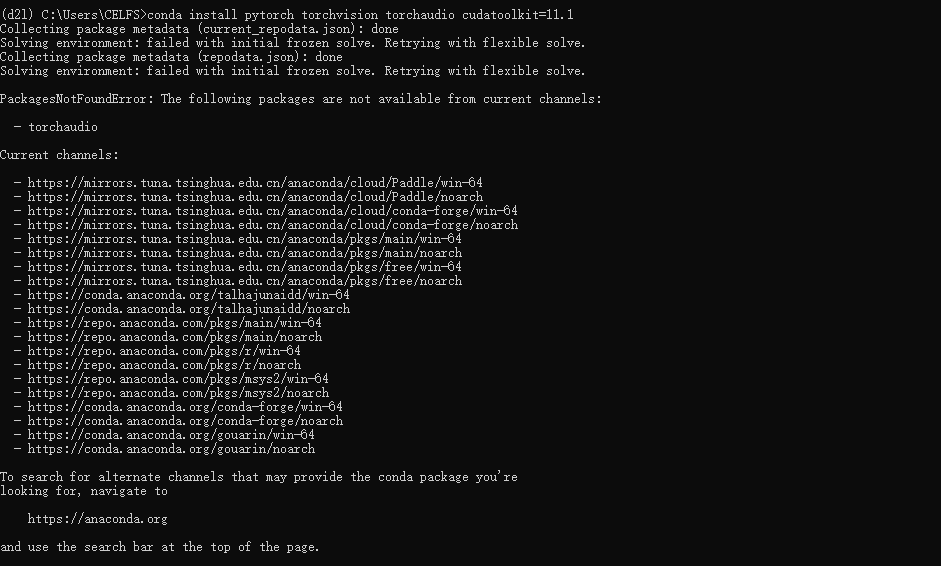 (d2l) C:\Users\CELFS>conda install pytorch torchvision torchaudio cudatoolkit=11.1
Collecting package metadata (current_repodata.json): done
Solving environment: failed with initial frozen solve. Retrying with flexible solve.
Collecting package metadata (repodata.json): done
Solving environment: failed with initial frozen solve. Retrying with flexible solve.
PackagesNotFoundError: The following packages are not available from current channels:
- torchaudio
Current channels:
- https://mirrors.tuna.tsinghua.edu.cn/anaconda/cloud/Paddle/win-64
- https://mirrors.tuna.tsinghua.edu.cn/anaconda/cloud/Paddle/noarch
- https://mirrors.tuna.tsinghua.edu.cn/anaconda/cloud/conda-forge/win-64
- https://mirrors.tuna.tsinghua.edu.cn/anaconda/cloud/conda-forge/noarch
- https://mirrors.tuna.tsinghua.edu.cn/anaconda/pkgs/main/win-64
- https://mirrors.tuna.tsinghua.edu.cn/anaconda/pkgs/main/noarch
- https://mirrors.tuna.tsinghua.edu.cn/anaconda/pkgs/free/win-64
- https://mirrors.tuna.tsinghua.edu.cn/anaconda/pkgs/free/noarch
- https://conda.anaconda.org/talhajunaidd/win-64
- https://conda.anaconda.org/talhajunaidd/noarch
- https://repo.anaconda.com/pkgs/main/win-64
- https://repo.anaconda.com/pkgs/main/noarch
- https://repo.anaconda.com/pkgs/r/win-64
- https://repo.anaconda.com/pkgs/r/noarch
- https://repo.anaconda.com/pkgs/msys2/win-64
- https://repo.anaconda.com/pkgs/msys2/noarch
- https://conda.anaconda.org/conda-forge/win-64
- https://conda.anaconda.org/conda-forge/noarch
- https://conda.anaconda.org/gouarin/win-64
- https://conda.anaconda.org/gouarin/noarch
To search for alternate channels that may provide the conda package you're
looking for, navigate to
https://anaconda.org
and use the search bar at the top of the page.